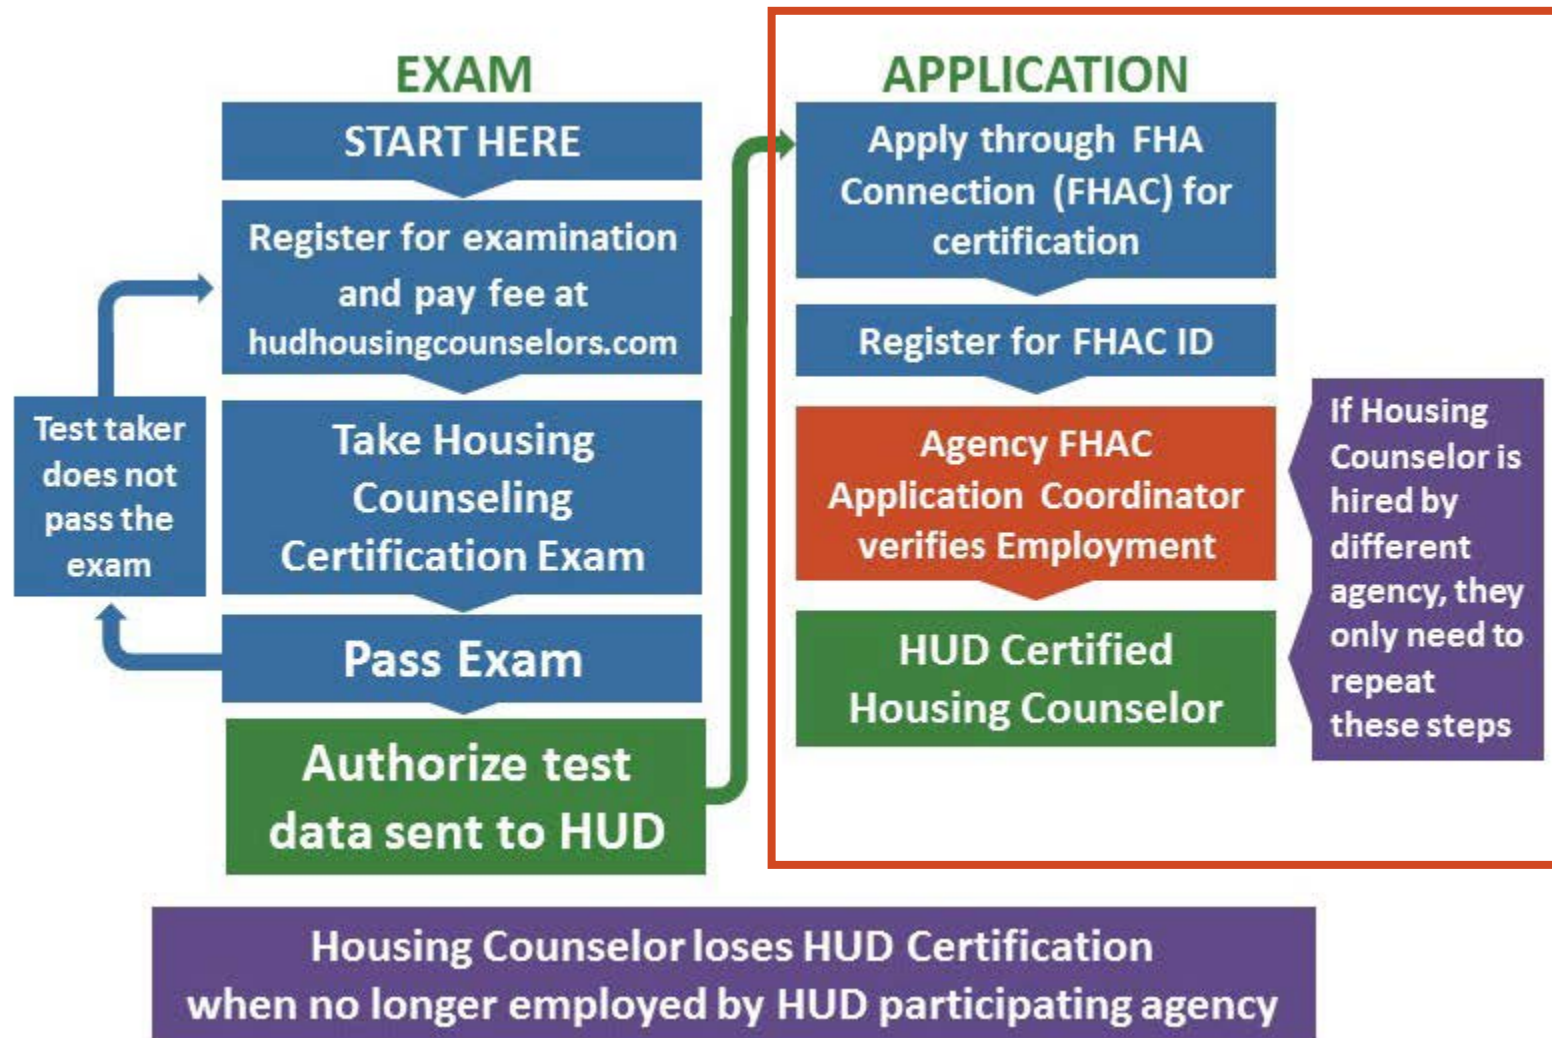 EXAM
START HERE
Register for examination
and pay fee at
hudhousingcounselors.com
Test taker
does not
pass the
exam
Take Housing
Counseling
Certification Exam
Pass Exam
Authorize test
data sent to HUD
APPLICATION
Apply through FHA
Connection (FHAC) for
certification
Register for FHAC ID
Agency FHAC
Application Coordinator
verifies Employment
HUD Certified
Housing Counselor
If Housing
Counselor is
hired by
different
agency, they
only need to
repeat
these steps
Housing Counselor loses HUD Certification
when no longer employed by HUD participating agency